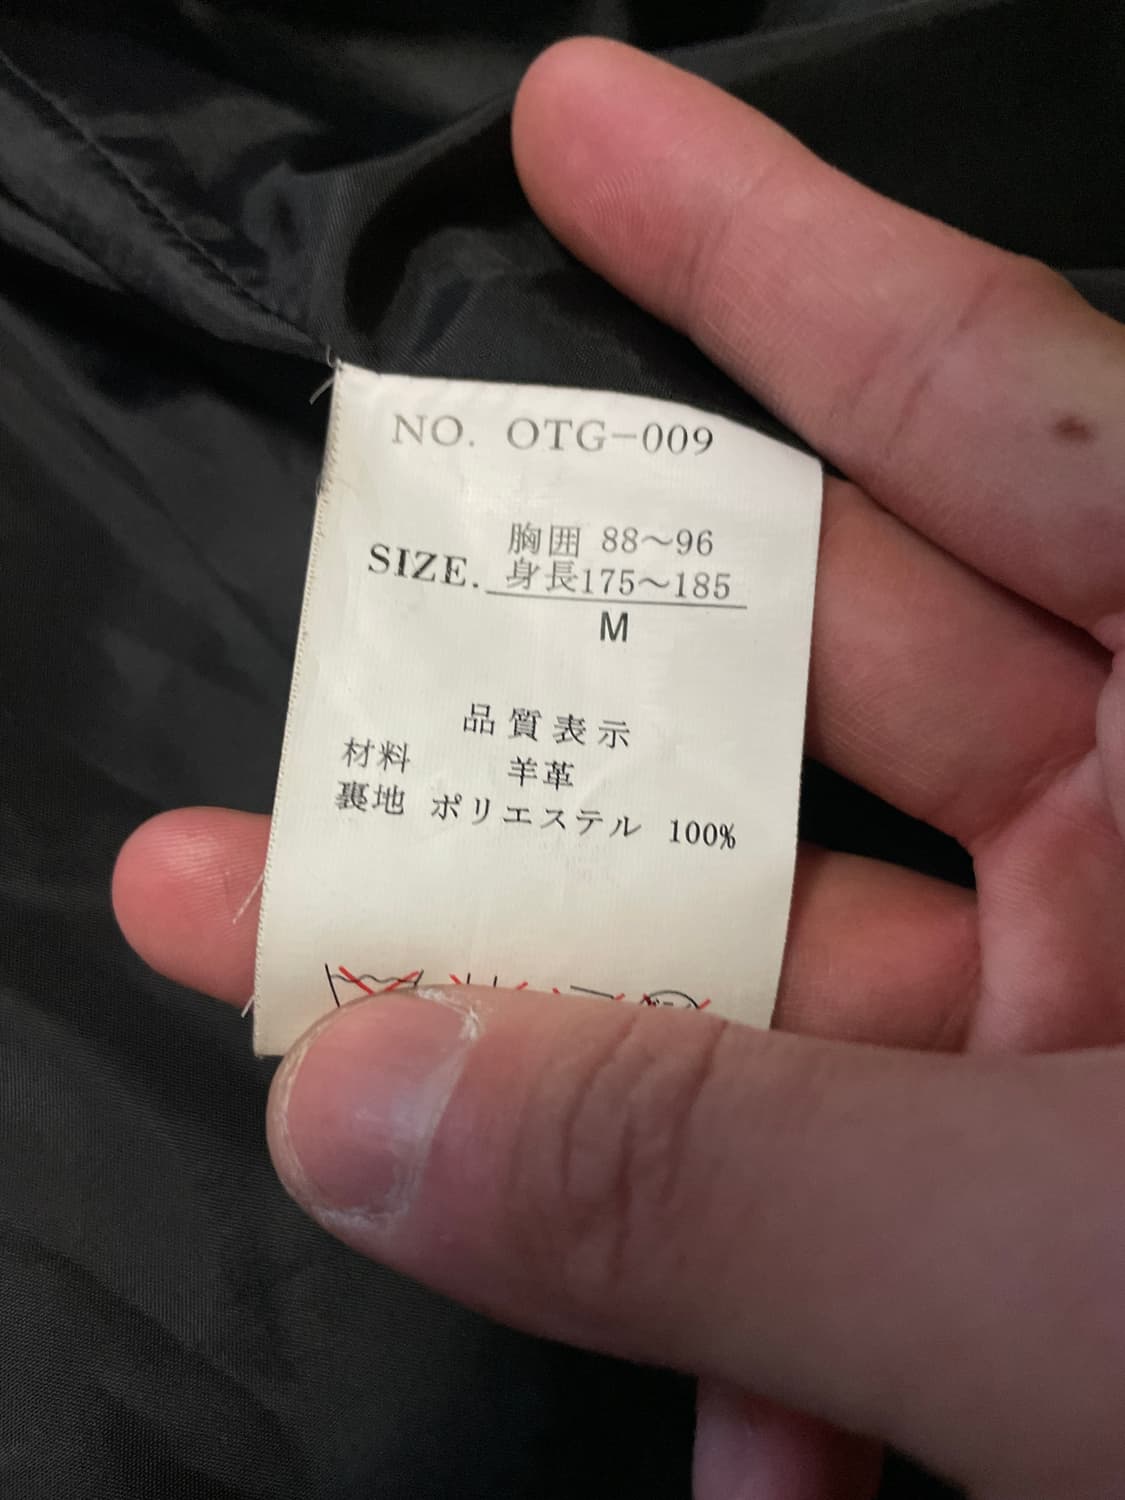 NO. OTG-009
胸囲 88~96
SIZE. 身長175~185
M
品質表示
材料 羊革
裏地 ポリエステル 100%